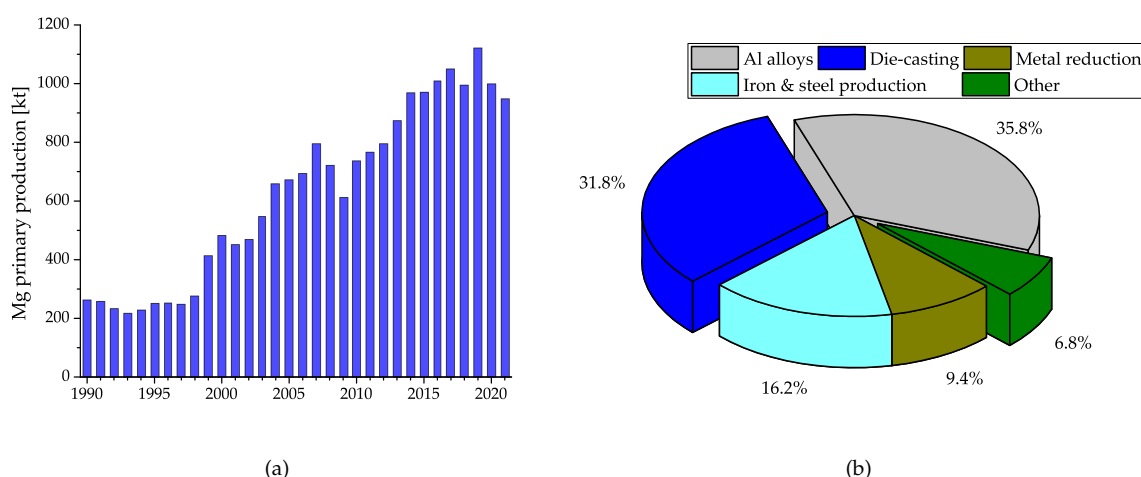 Mg primary production [kt]
1200
1000
800
600
400
200
0
1990 1995 2000 2005 2010 2015 2020
(a)
Al alloys Die-casting Metal reduction
Iron & steel production Other
35.8%
31.8%
6.8%
9.4%
16.2%
(b)